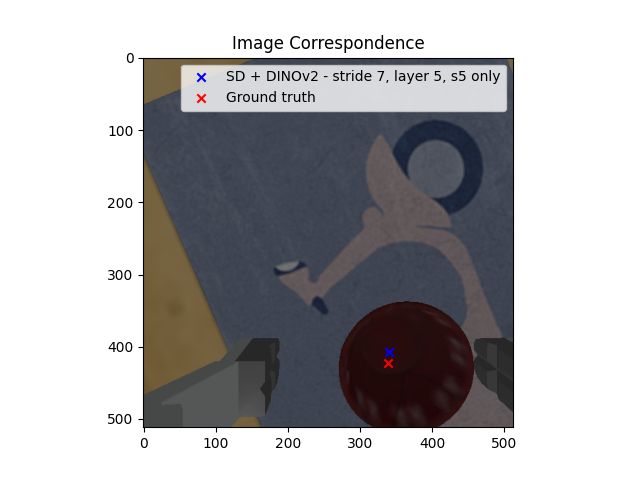 Image Correspondence
SD + DINOv2 - stride 7, layer 5, s5 only
Ground truth
0
100
200
300
400
500
0 100 200 300 400 500